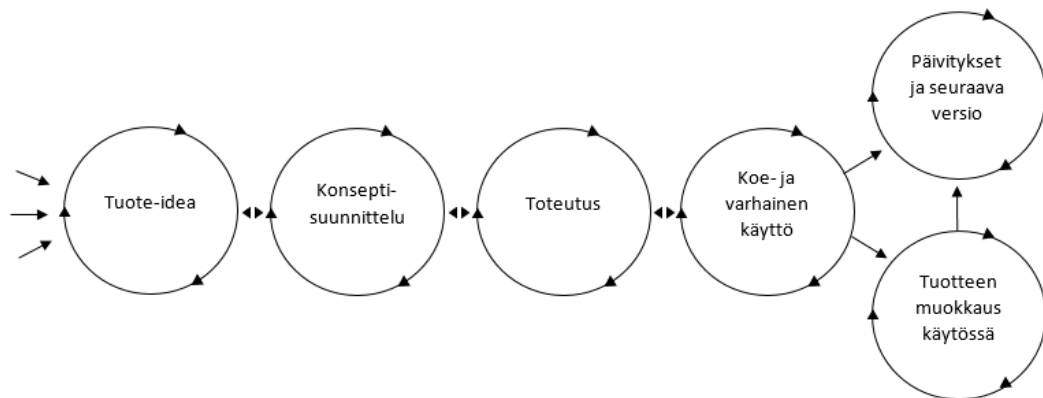 Tuote-idea
Konsepti-
suunnittelu
Toteutus
Koe- ja
varhainen
käyttö
Päivitykset
ja seuraava
versio
Tuotteen
muokkaus
käytössä